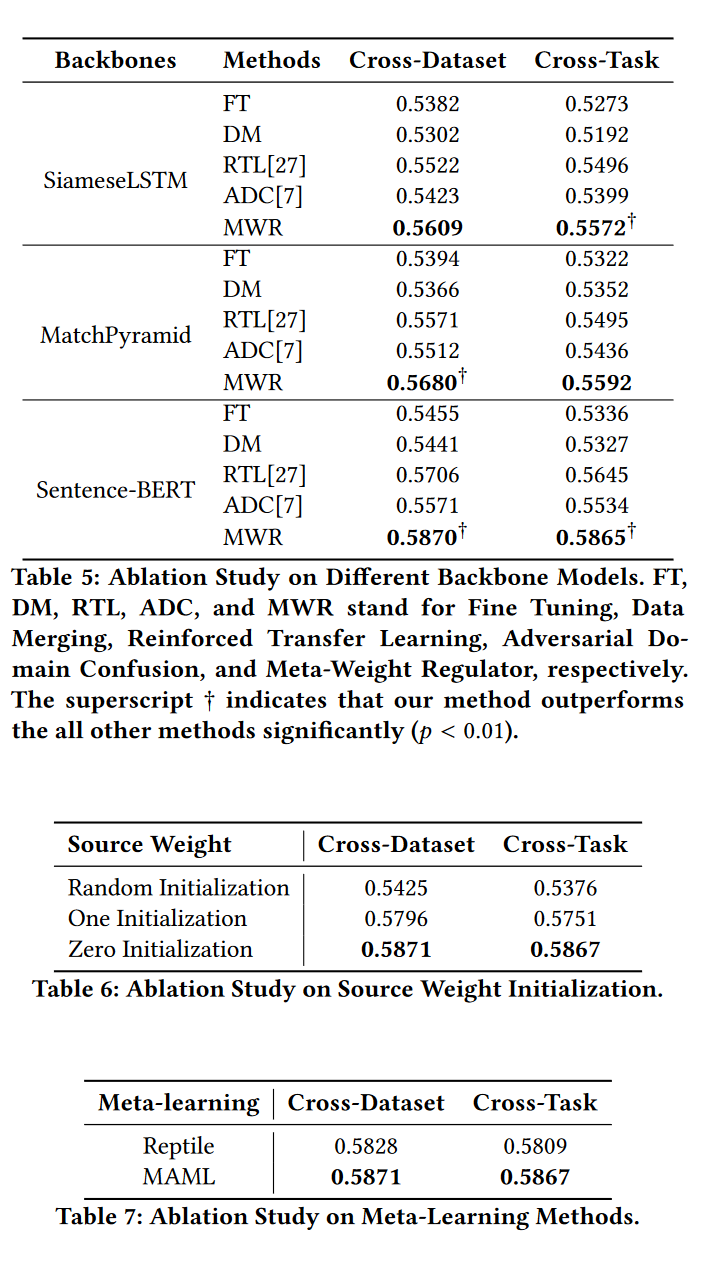 Backbones Methods Cross-Dataset Cross-Task
FT 0.5382 0.5273
DM 0.5302 0.5192
RTL[27] 0.5522 0.5496
SiameseLSTM
ADC[7] 0.5423 0.5399
MWR 0.5609 0.5572†
FT 0.5394 0.5322
DM 0.5366 0.5352
RTL[27] 0.5571 0.5495
MatchPyramid
ADC[7] 0.5512 0.5436
MWR 0.5680† 0.5592
FT 0.5455 0.5336
DM 0.5441 0.5327
RTL[27] 0.5706 0.5645
Sentence-BERT
ADC[7] 0.5571 0.5534
MWR 0.5870† 0.5865†
Table 5: Ablation Study on Different Backbone Models. FT,
DM, RTL, ADC, and MWR stand for Fine Tuning, Data
Merging, Reinforced Transfer Learning, Adversarial Do-
main Confusion, and Meta-Weight Regulator, respectively.
The superscript † indicates that our method outperforms
the all other methods significantly (p < 0.01).
Source Weight Cross-Dataset Cross-Task
Random Initialization 0.5425 0.5376
One Initialization 0.5796 0.5751
Zero Initialization 0.5871 0.5867
Table 6: Ablation Study on Source Weight Initialization.
Meta-learning Cross-Dataset Cross-Task
Reptile 0.5828 0.5809
MAML 0.5871 0.5867
Table 7: Ablation Study on Meta-Learning Methods.